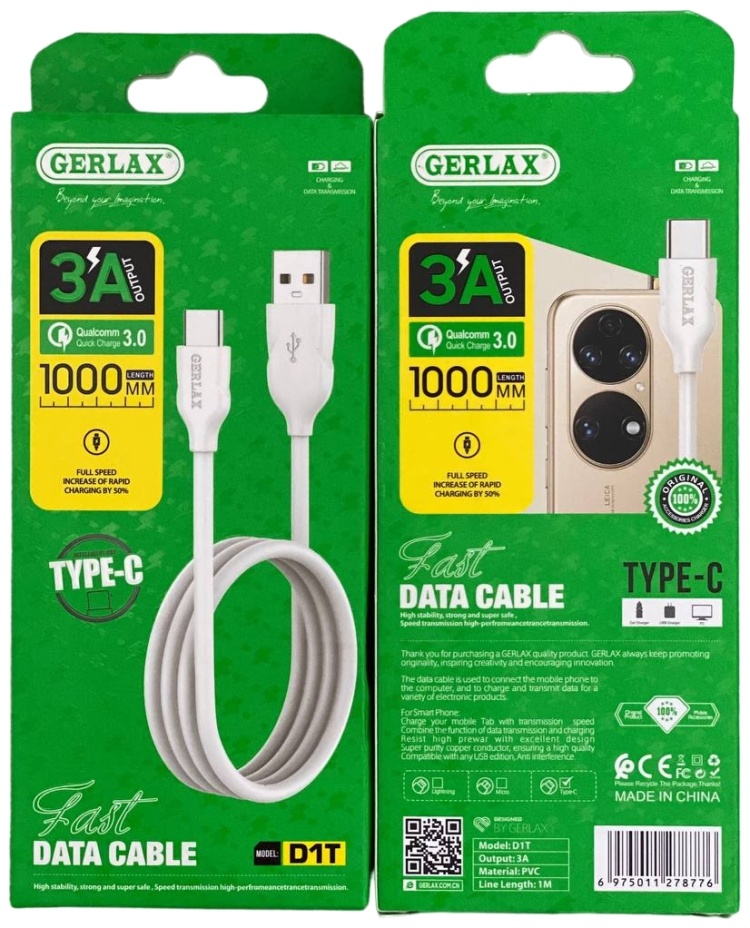 GERLAX®
Beyond your Imagination.
CHARGING
&
DATA TRANSMISSION
3A OUTPUT
Qualcomm
Quick Charge 3.0
1000 LENGTH MM
FULL SPEED
INCREASE OF RAPID
CHARGING BY 50%
GERLAX
TYPE-C
Fast
DATA CABLE
MODEL: D1T
High stability, strong and super safe , Speed transmission high-perfromeancetrancetransmission.
GERLAX®
Beyond your Imagination.
CHARGING
&
DATA TRANSMISSION
3A OUTPUT
Qualcomm
Quick Charge 3.0
1000 LENGTH MM
FULL SPEED
INCREASE OF RAPID
CHARGING BY 50%
GERLAX
LEICA
ORIGINAL
100%
Fast
DATA CABLE
High stability, strong and super safe ,
Speed transmission high-perfromeancetrancetransmission.
TYPE-C
Car Charger USB Charger PC
Thank you for purchasing a GERLAX quality product. GERLAX always keep promoting
originality, inspiring creativity and encouraging innovation.
The data cable is used to connect the mobile phone to
the computer, and to charge and transmit data for a
variety of electronic products.
For Smart Phone:
Charge your mobile Tab with transmission speed
Combine the function of data transmission and charging
Resist high prewar with excellent design
Super purity copper conductor, ensuring a high quality
Compatible with any USB edition, Anti interference
100%
Mobile
Accessories
Lightning
Micro
Type-C
CE
FC
Please Recycle The Package,Thanks!
MADE IN CHINA
DESIGNED
BY GERLAX
GERLAX.COM.CN
Model: D1T
Output: 3A
Material: PVC
Line Length: 1M
6 975011 278776